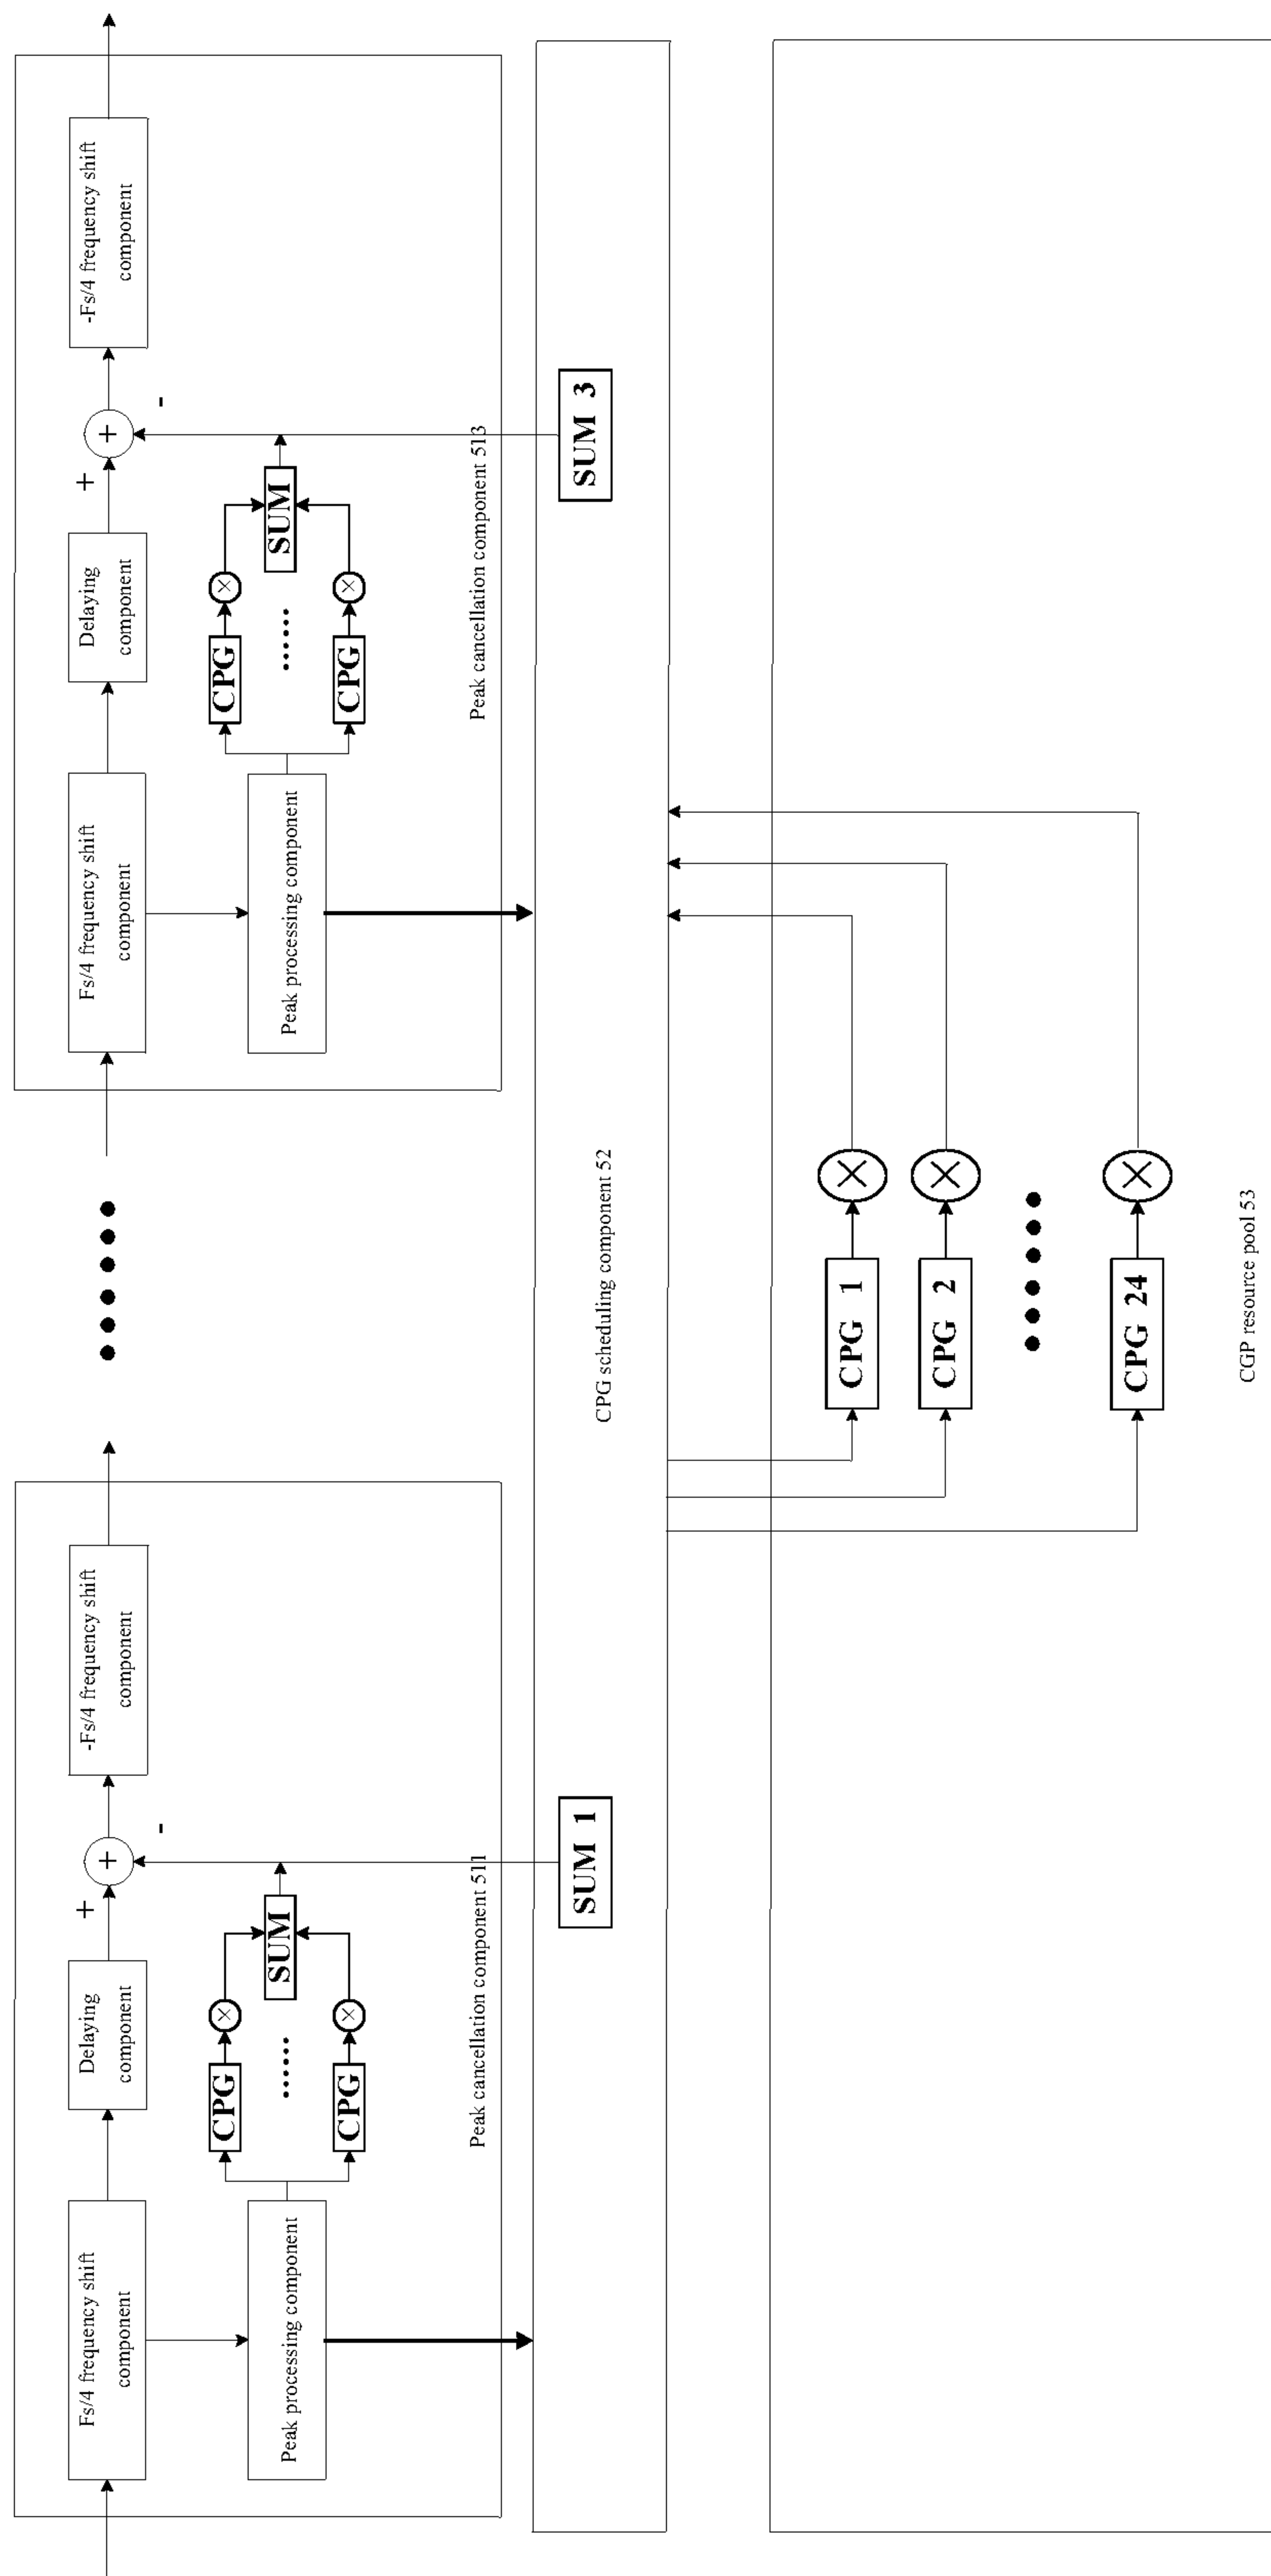 Fs/4 frequency shift
component
Delaying
component
+
+
-
-Fs/4 frequency shift
component
Peak processing component
CPG
×
......
CPG
×
SUM
Peak cancellation component 511
Fs/4 frequency shift
component
Delaying
component
+
+
-
-Fs/4 frequency shift
component
Peak processing component
CPG
×
......
CPG
×
SUM
Peak cancellation component 513
SUM 1
SUM 3
CPG scheduling component 52
CPG 1
×
CPG 2
×
CPG 24
×
CGP resource pool 53